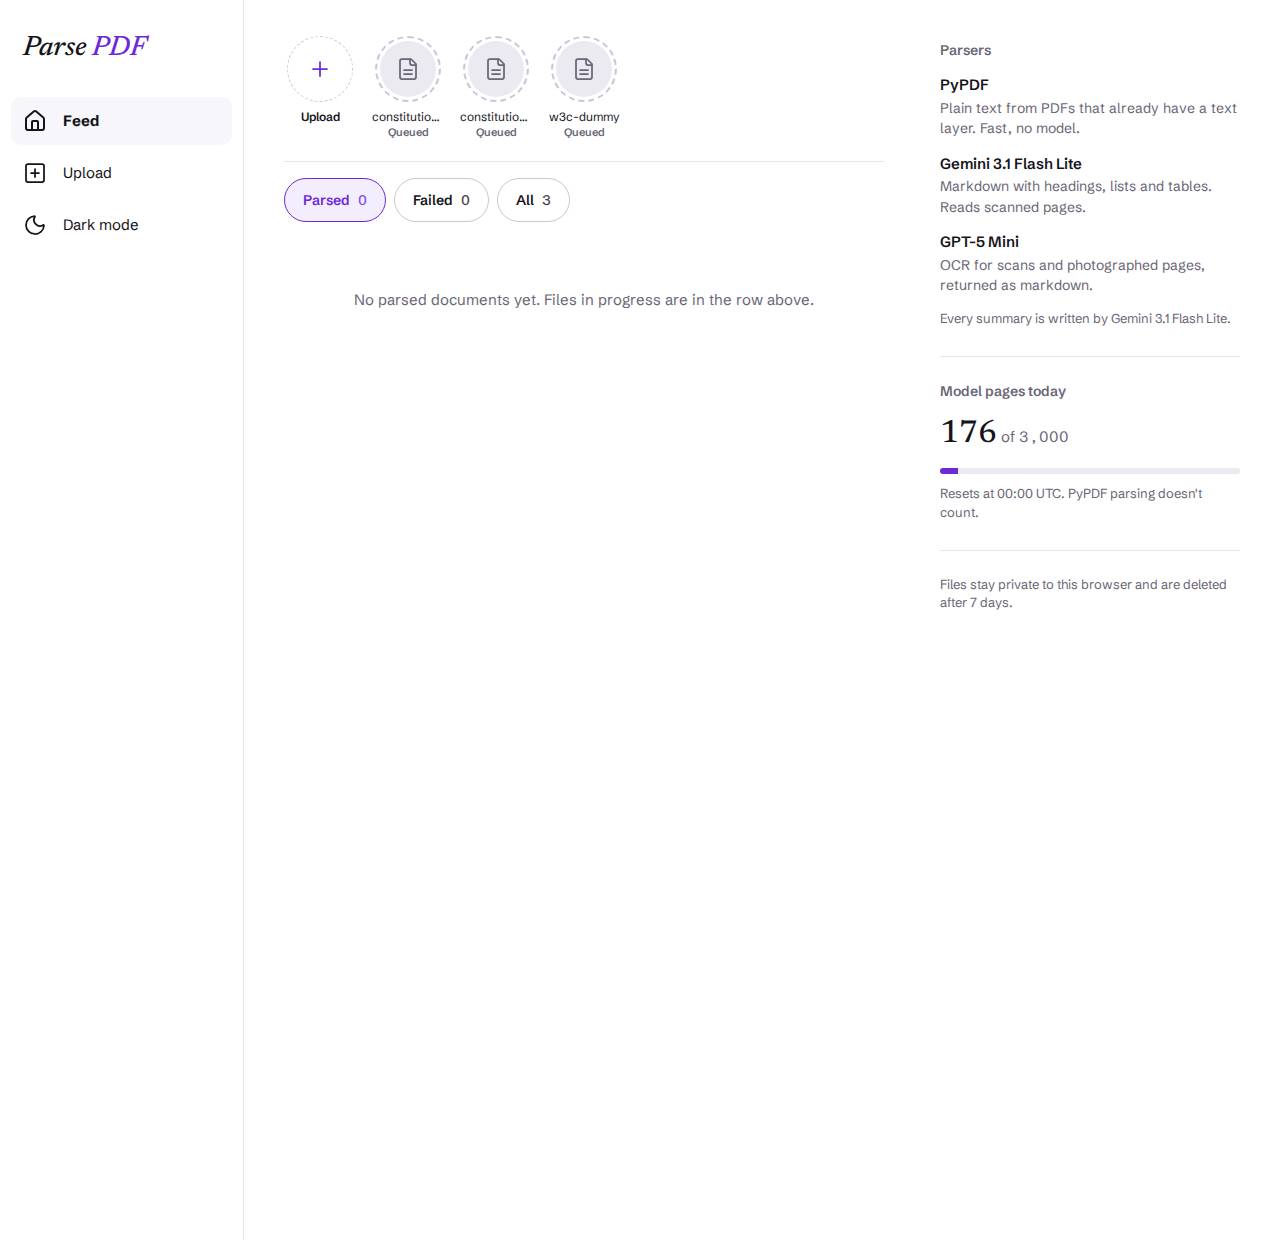 Parse PDF
Feed
Upload
Dark mode
Upload
constitutio...
Queued
constitutio...
Queued
w3c-dummy
Queued
Parsed 0
Failed 0
All 3
No parsed documents yet. Files in progress are in the row above.
Parsers
PyPDF
Plain text from PDFs that already have a text
layer. Fast, no model.
Gemini 3.1 Flash Lite
Markdown with headings, lists and tables.
Reads scanned pages.
GPT-5 Mini
OCR for scans and photographed pages,
returned as markdown.
Every summary is written by Gemini 3.1 Flash Lite.
Model pages today
176 of 3,000
Resets at 00:00 UTC. PyPDF parsing doesn't
count.
Files stay private to this browser and are deleted
after 7 days.